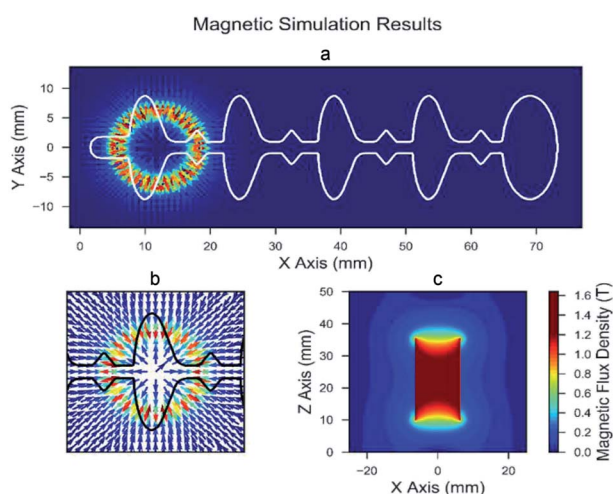 Magnetic Simulation Results
a
10
5
0
−5
−10
Y Axis (mm)
0 10 20 30 40 50 60 70
X Axis (mm)
b
c
50
40
30
20
10
0
Z Axis (mm)
−20 0 20
X Axis (mm)
1.6
1.4
1.2
1.0
0.8
0.6
0.4
0.2
0.0
Magnetic Flux Density (T)